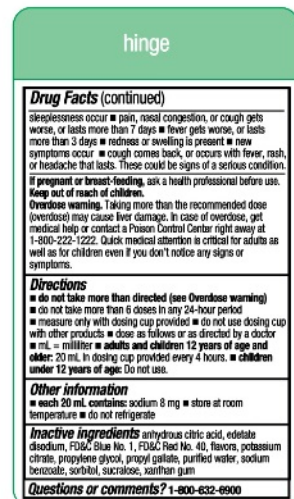 hinge
Drug Facts (continued)
sleeplessness occur ■ pain, nasal congestion, or cough gets
worse, or lasts more than 7 days ■ fever gets worse, or lasts
more than 3 days ■ redness or swelling is present ■ new
symptoms occur ■ cough comes back, or occurs with fever, rash,
or headache that lasts. These could be signs of a serious condition.
If pregnant or breast-feeding, ask a health professional before use.
Keep out of reach of children.
Overdose warning. Taking more than the recommended dose
(overdose) may cause liver damage. In case of overdose, get
medical help or contact a Poison Control Center right away at
1-800-222-1222. Quick medical attention is critical for adults as
well as for children even if you don't notice any signs or
symptoms.
Directions
■ do not take more than directed (see Overdose warning)
■ do not take more than 6 doses in any 24-hour period
■ measure only with dosing cup provided ■ do not use dosing cup
with other products ■ dose as follows or as directed by a doctor
■ mL = milliliter ■ adults and children 12 years of age and
older: 20 mL in dosing cup provided every 4 hours. ■ children
under 12 years of age: Do not use.
Other information
■ each 20 mL contains: sodium 8 mg ■ store at room
temperature ■ do not refrigerate
Inactive ingredients anhydrous citric acid, edetate
disodium, FD&C Blue No. 1, FD&C Red No. 40, flavors, potassium
citrate, propylene glycol, propyl gallate, purified water, sodium
benzoate, sorbitol, sucralose, xanthan gum
Questions or comments? 1-800-632-6900